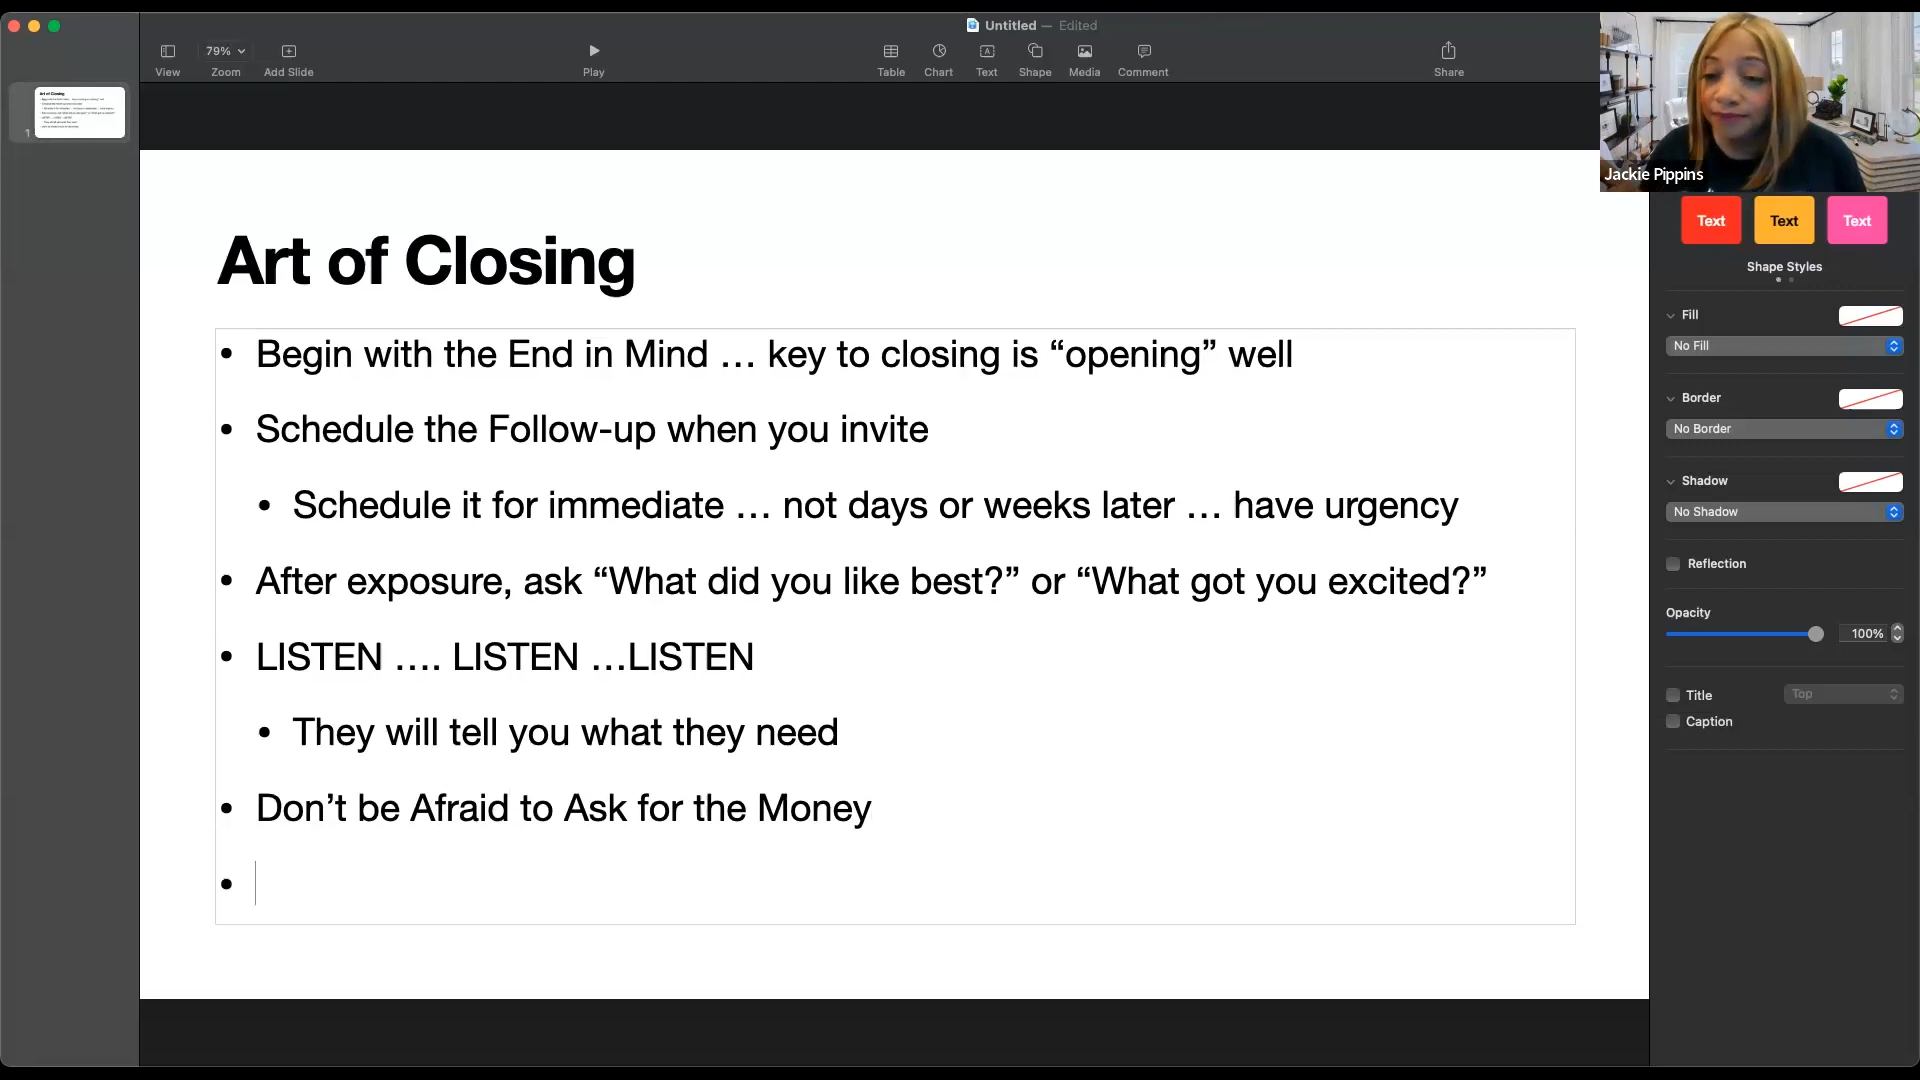 Untitled — Edited
79%
View
Zoom
Add Slide
Play
Table
Chart
Text
Shape
Media
Comment
Share
Jackie Pippins
1
Art of Closing
• Begin with the End in Mind … key to closing is “opening” well
• Schedule the Follow-up when you invite
• Schedule it for immediate … not days or weeks later … have urgency
• After exposure, ask “What did you like best?” or “What got you excited?”
• LISTEN …. LISTEN …LISTEN
• They will tell you what they need
• Don’t be Afraid to Ask for the Money
•
Text Text Text
Shape Styles
Fill
No Fill
Border
No Border
Shadow
No Shadow
Reflection
Opacity
100%
Title
Top
Caption